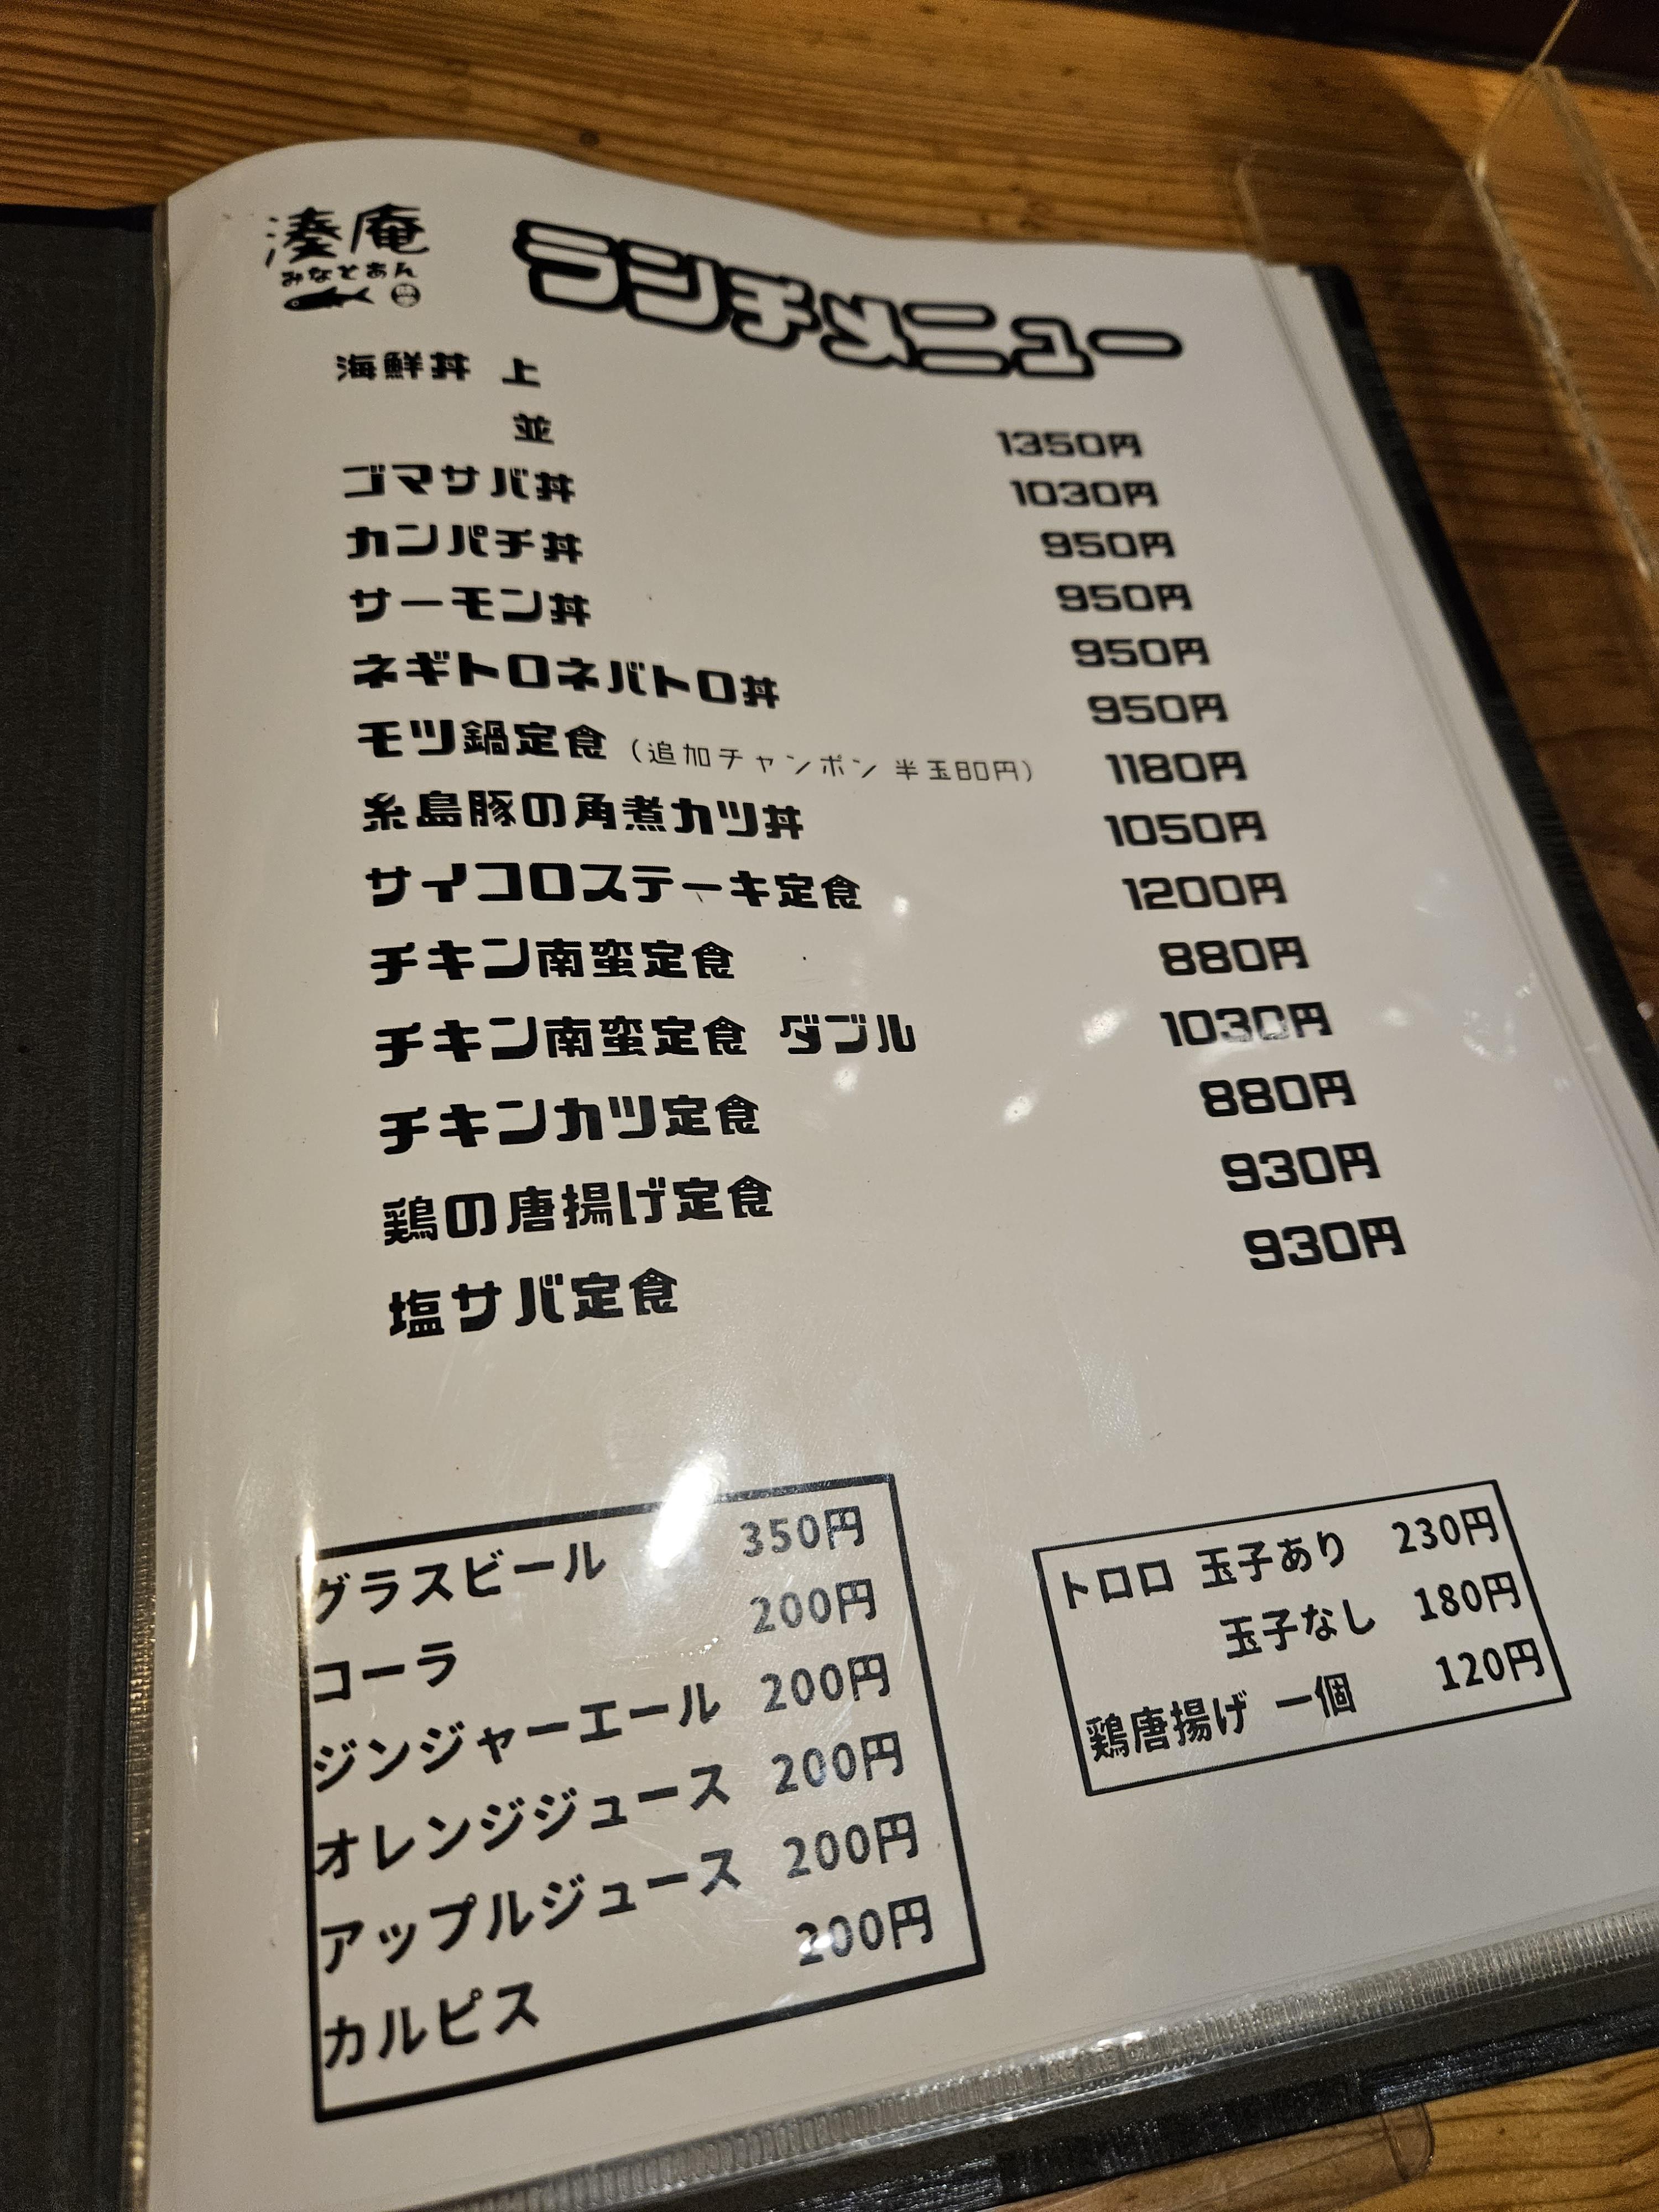 湊庵
みなとあん
ランチメニュー
海鮮丼 上 1350円
並 1030円
ゴマサバ丼 950円
カンパチ丼 950円
サーモン丼 950円
ネギトロネバトロ丼 950円
モツ鍋定食 (追加チャンポン 半玉80円) 1180円
糸島豚の角煮カツ丼 1050円
サイコロステーキ定食 1200円
チキン南蛮定食 880円
チキン南蛮定食 ダブル 1030円
チキンカツ定食 880円
鶏の唐揚げ定食 930円
塩サバ定食 930円
グラスビール 350円
コーラ 200円
ジンジャーエール 200円
オレンジジュース 200円
アップルジュース 200円
カルピス 200円
トロロ 玉子あり 230円
玉子なし 180円
鶏唐揚げ 一個 120円